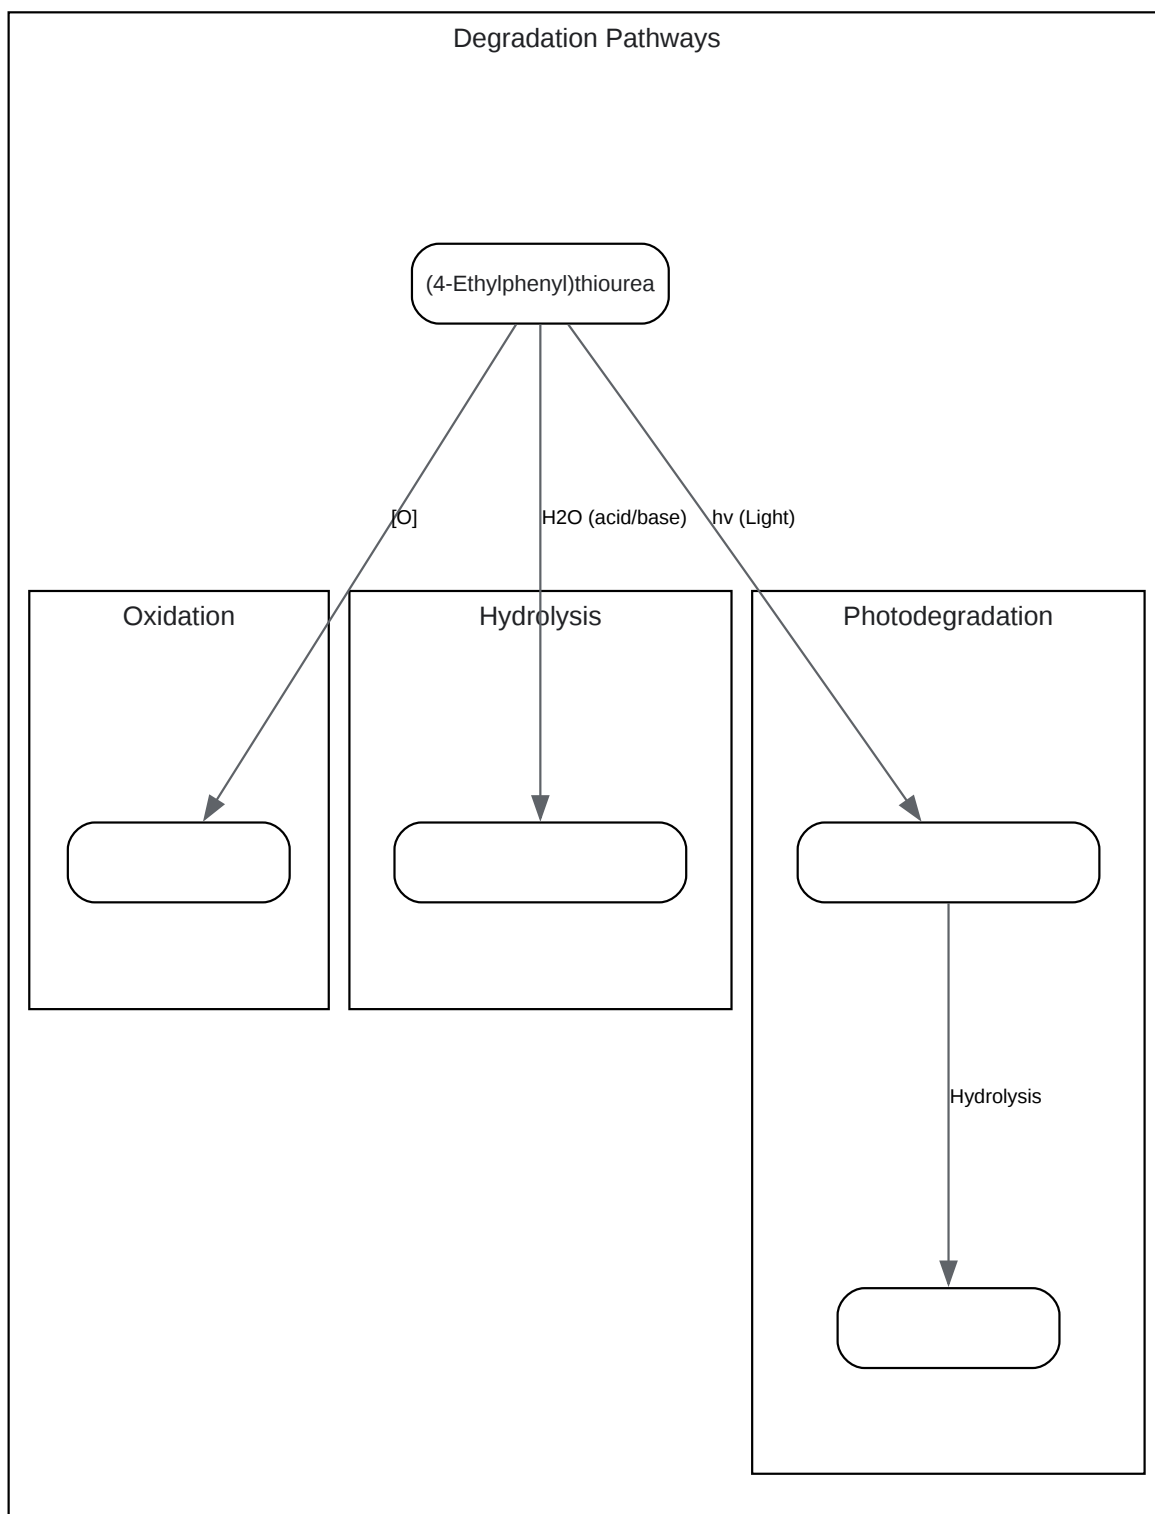 Degradation Pathways
(4-Ethylphenyl)thiourea
[O]
H2O (acid/base)
hv (Light)
Oxidation
Hydrolysis
Photodegradation
Hydrolysis